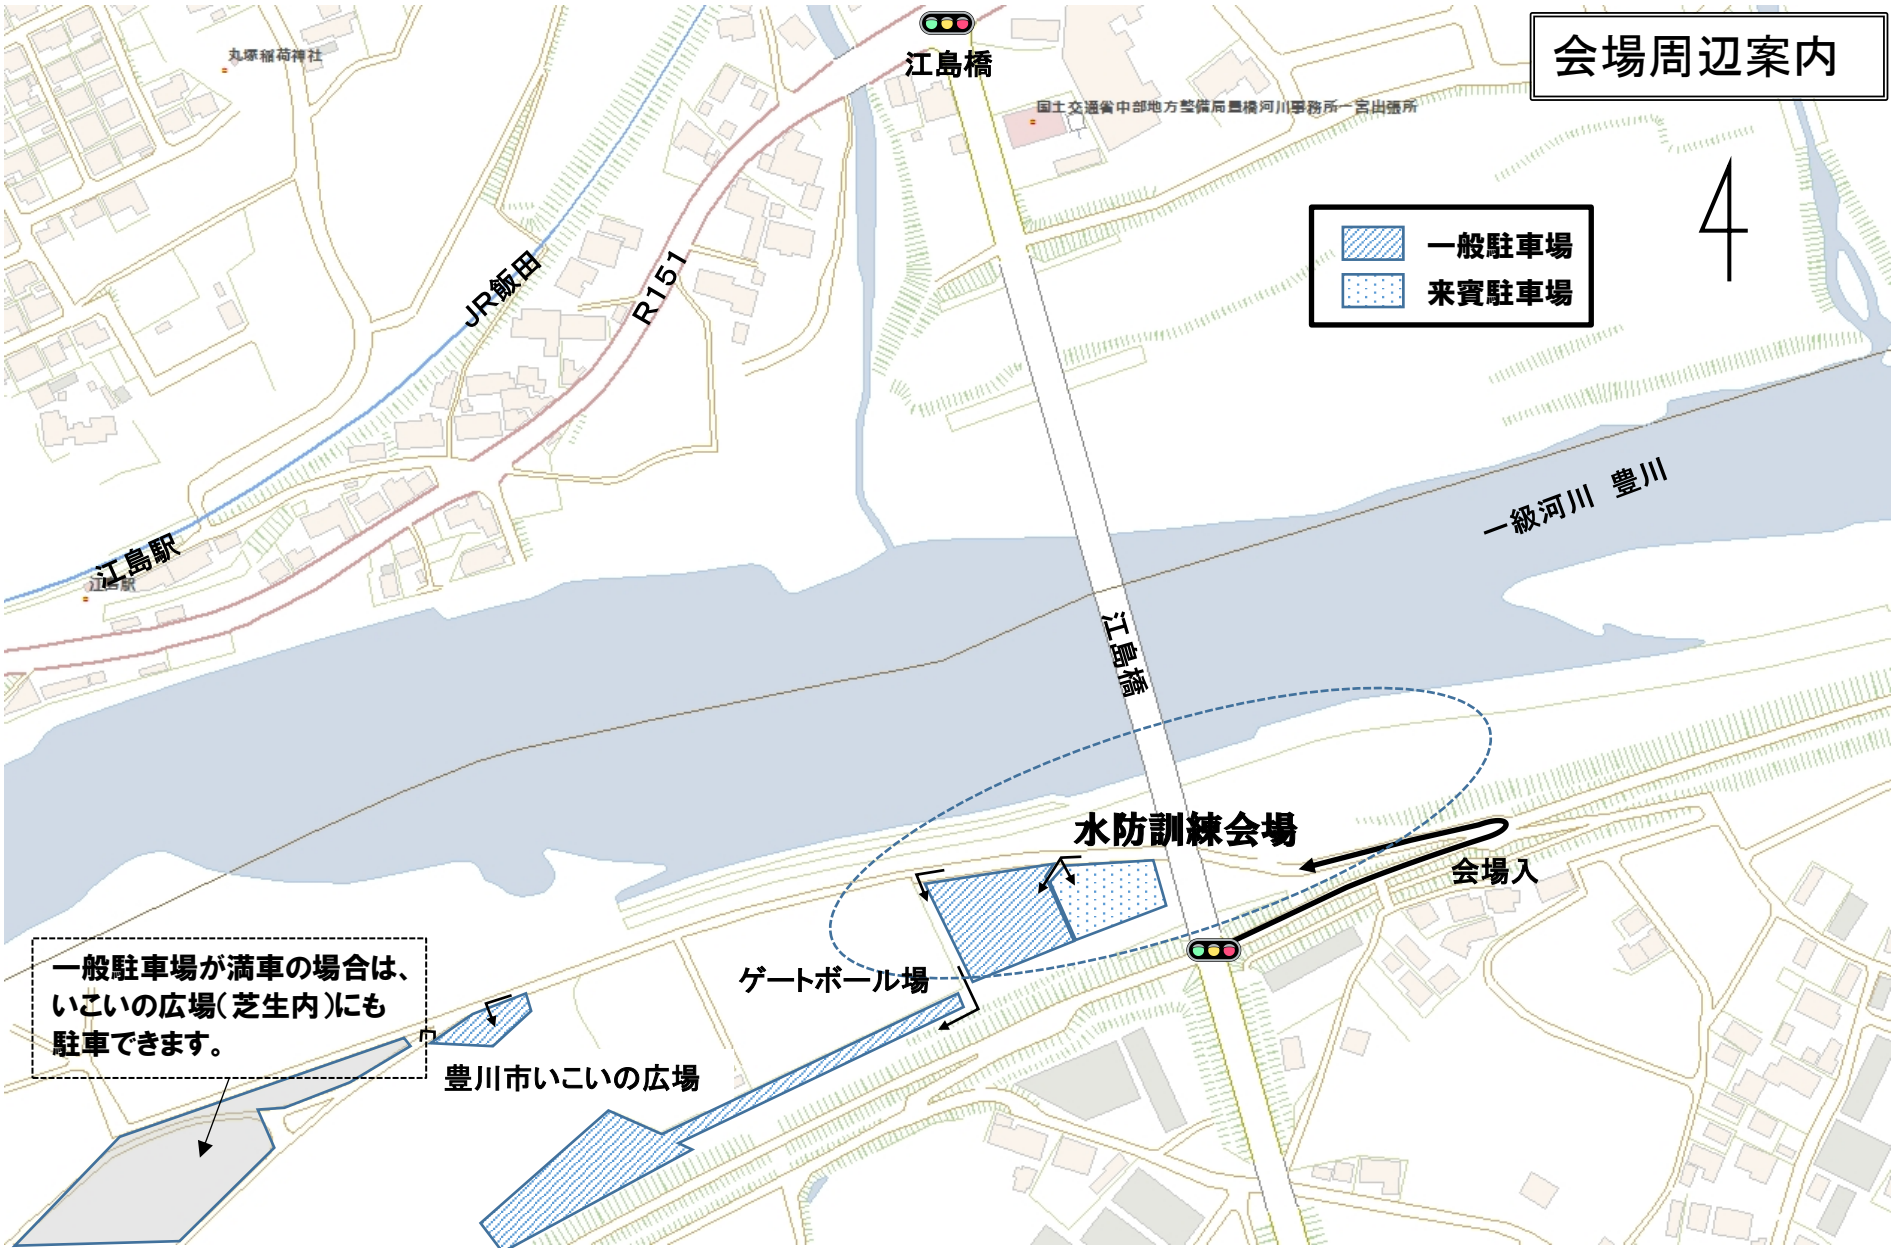 会場周辺案内
丸塚稲荷神社
江島橋
国土交通省中部地方整備局豊橋河川事務所一宮出張所
一般駐車場
来賓駐車場
JR飯田
R151
一級河川 豊川
江島駅
江島駅
江島橋
水防訓練会場
会場入
ゲートボール場
一般駐車場が満車の場合は、
いこいの広場(芝生内)にも
駐車できます。
豊川市いこいの広場